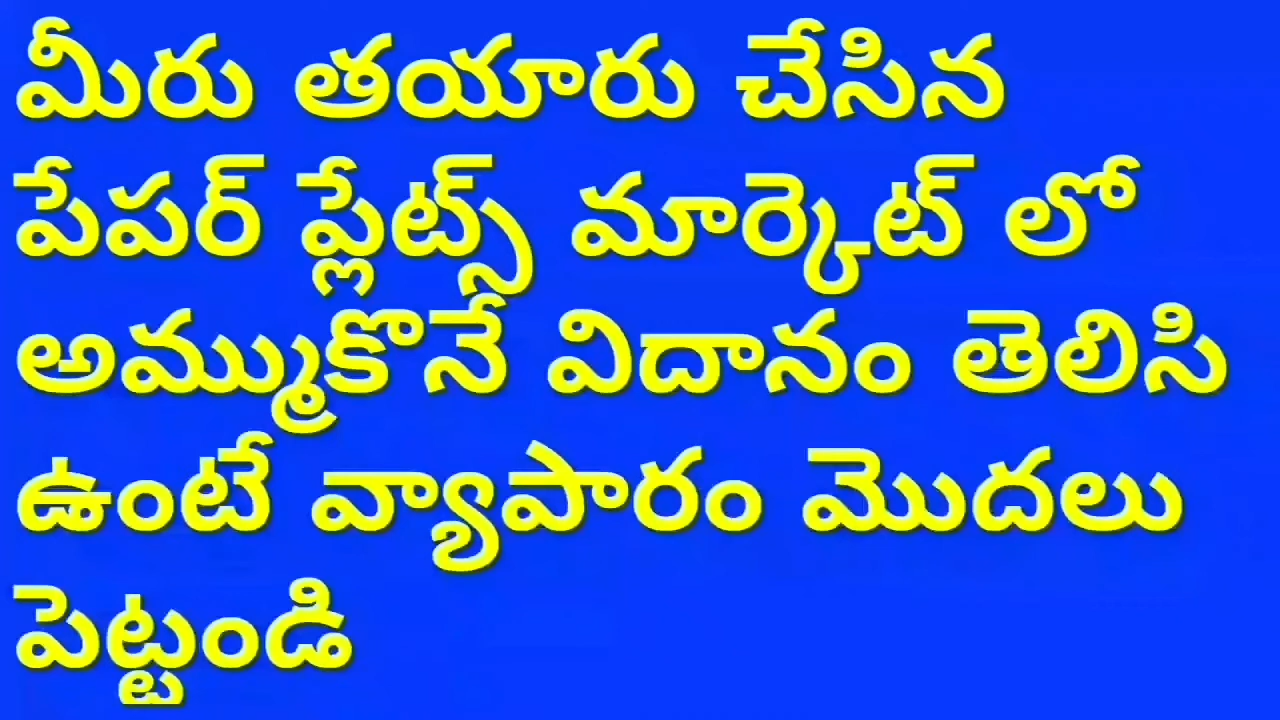 మీరు తయారు చేసిన
పేపర్ ప్లేట్స్ మార్కెట్ లో
అమ్ముకొనే విదానం తెలిసి
ఉంటే వ్యాపారం మొదలు
పెట్టండి